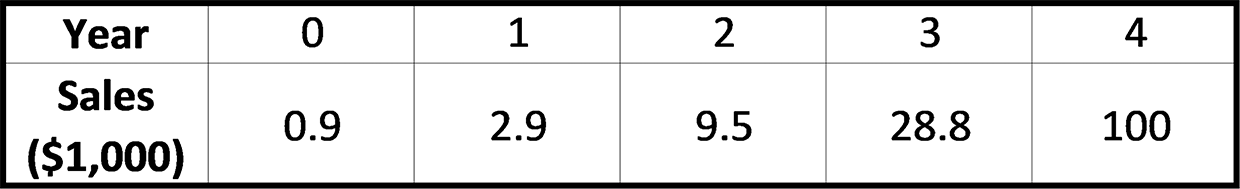 Year 0 1 2 3 4
Sales
($1,000) 0.9 2.9 9.5 28.8 100